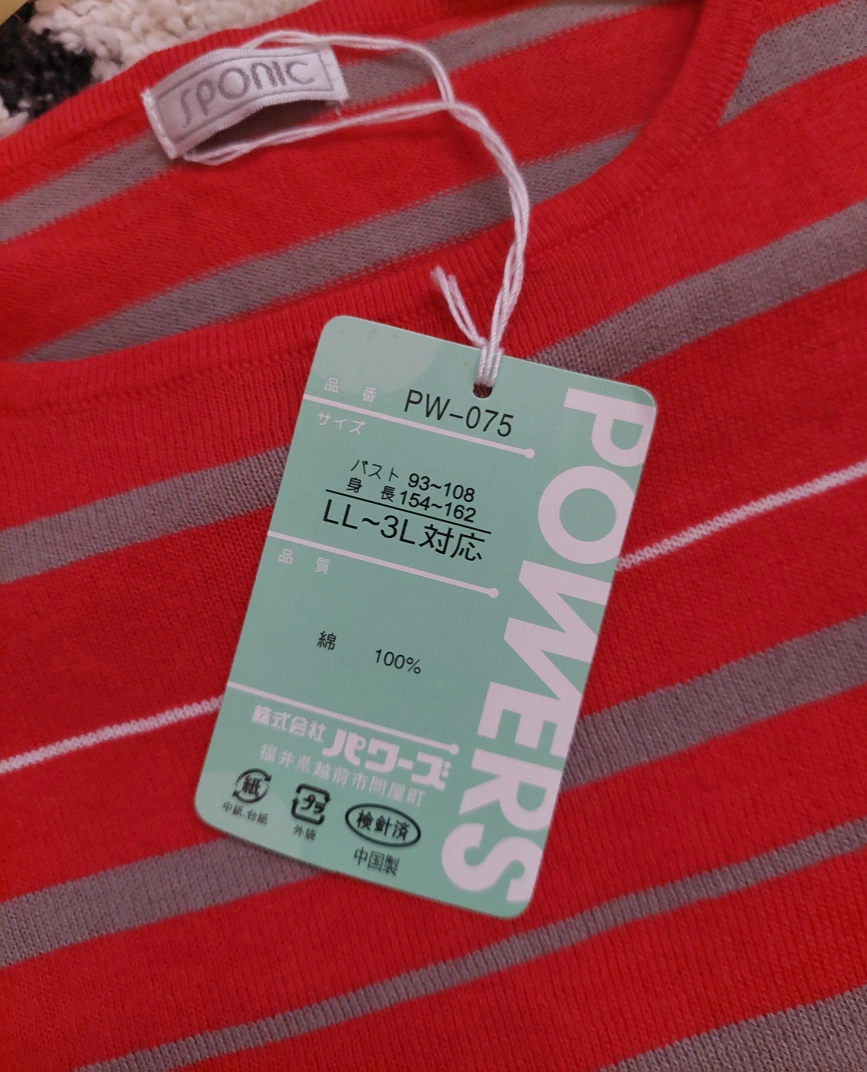 SPONIC
品番 PW-075
サイズ
バスト 93~108
身長 154~162
LL~3L対応
品質
綿 100%
株式会社パワーズ
福井県越前市問屋町
紙
中紙.台紙
プラ
外袋
検針済
中国製
POWERS